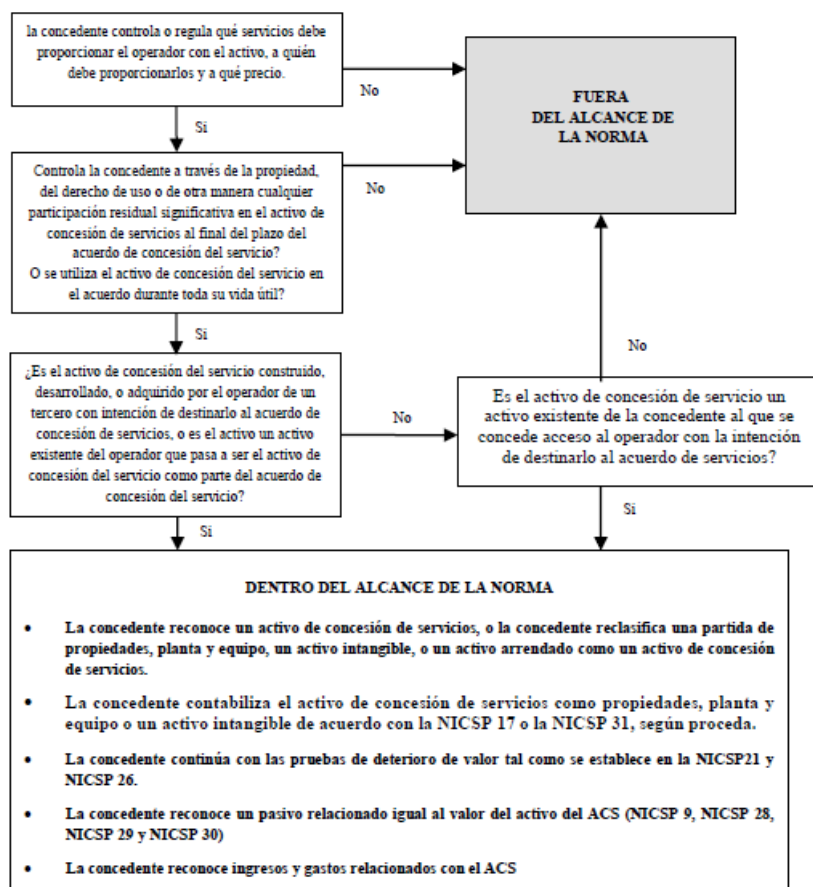 la concedente controla o regula qué servicios debe
proporcionar el operador con el activo, a quién
debe proporcionarlos y a qué precio.
No
FUERA
DEL ALCANCE DE
LA NORMA
Si
Controla la concedente a través de la propiedad,
del derecho de uso o de otra manera cualquier
participación residual significativa en el activo de
concesión de servicios al final del plazo del
acuerdo de concesión del servicio?
O se utiliza el activo de concesión del servicio en
el acuerdo durante toda su vida útil?
No
Si
¿Es el activo de concesión del servicio construido,
desarrollado, o adquirido por el operador de un
tercero con intención de destinarlo al acuerdo de
concesión de servicios, o es el activo un activo
existente del operador que pasa a ser el activo de
concesión del servicio como parte del acuerdo de
concesión del servicio?
No
No
Es el activo de concesión de servicio un
activo existente de la concedente al que se
concede acceso al operador con la intención
de destinarlo al acuerdo de servicios?
Si
Si
DENTRO DEL ALCANCE DE LA NORMA
• La concedente reconoce un activo de concesión de servicios, o la concedente reclasifica una partida de
propiedades, planta y equipo, un activo intangible, o un activo arrendado como un activo de concesión
de servicios.
• La concedente contabiliza el activo de concesión de servicios como propiedades, planta y
equipo o un activo intangible de acuerdo con la NICSP 17 o la NICSP 31, según proceda.
• La concedente continúa con las pruebas de deterioro de valor tal como se establece en la NICSP21 y
NICSP 26.
• La concedente reconoce un pasivo relacionado igual al valor del activo del ACS (NICSP 9, NICSP 28,
NICSP 29 y NICSP 30)
• La concedente reconoce ingresos y gastos relacionados con el ACS